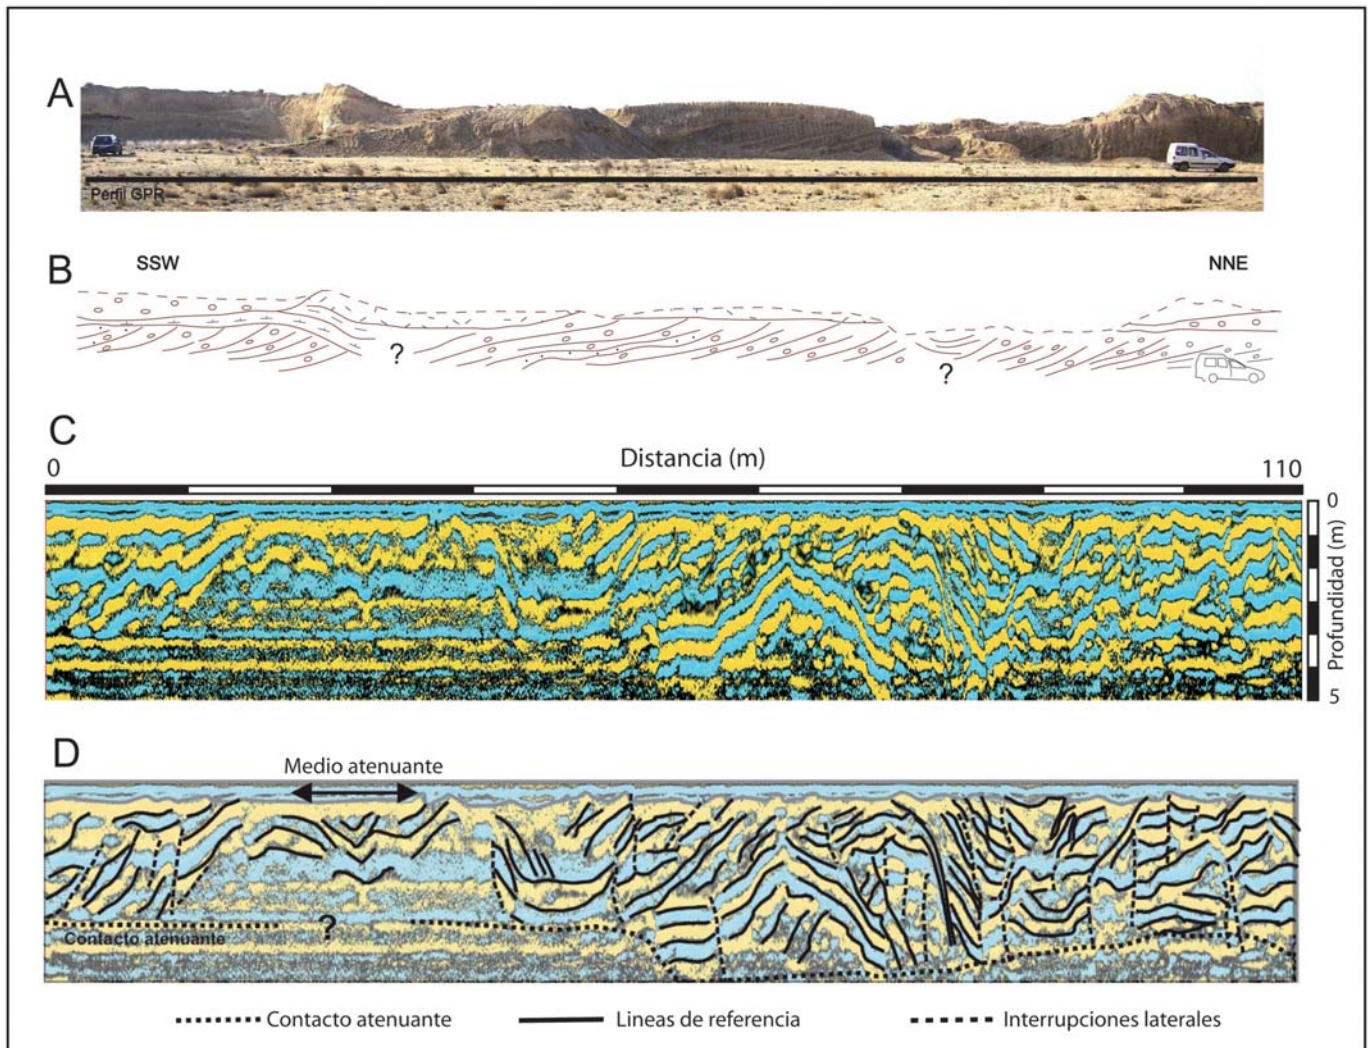 A
Perfil GPR
B
SSW
NNE
?
?
C
Distancia (m)
0
110
0
Profundidad (m)
5
D
Medio atenuante
?
Contacto atenuante
Contacto atenuante
Lineas de referencia
Interrupciones laterales